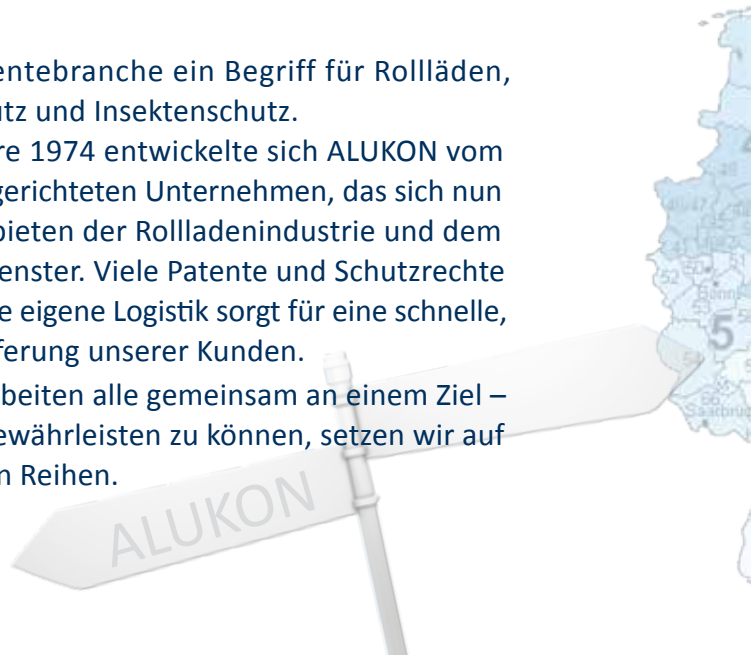 entebranche ein Begriff für Rollläden,
utz und Insektenschutz.
re 1974 entwickelte sich ALUKON vom
gerichteten Unternehmen, das sich nun
bieten der Rollladenindustrie und dem
enster. Viele Patente und Schutzrechte
e eigene Logistik sorgt für eine schnelle,
ferung unserer Kunden.
beiten alle gemeinsam an einem Ziel –
ewährleisten zu können, setzen wir auf
n Reihen.
ALUKON
5